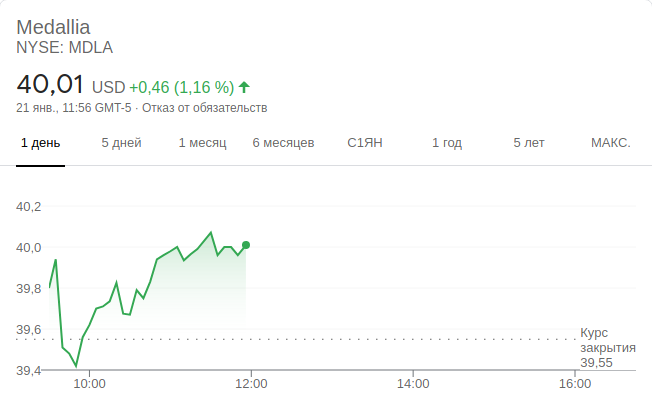 Medallia
NYSE: MDLA
40,01 USD +0,46 (1,16 %)
21 янв., 11:56 GMT-5 · Отказ от обязательств
1 день 5 дней 1 месяц 6 месяцев С1ЯН 1 год 5 лет МАКС.
40,2
40,0
39,8
39,6
Курс
закрытия
39,55
39,4
10:00 12:00 14:00 16:00